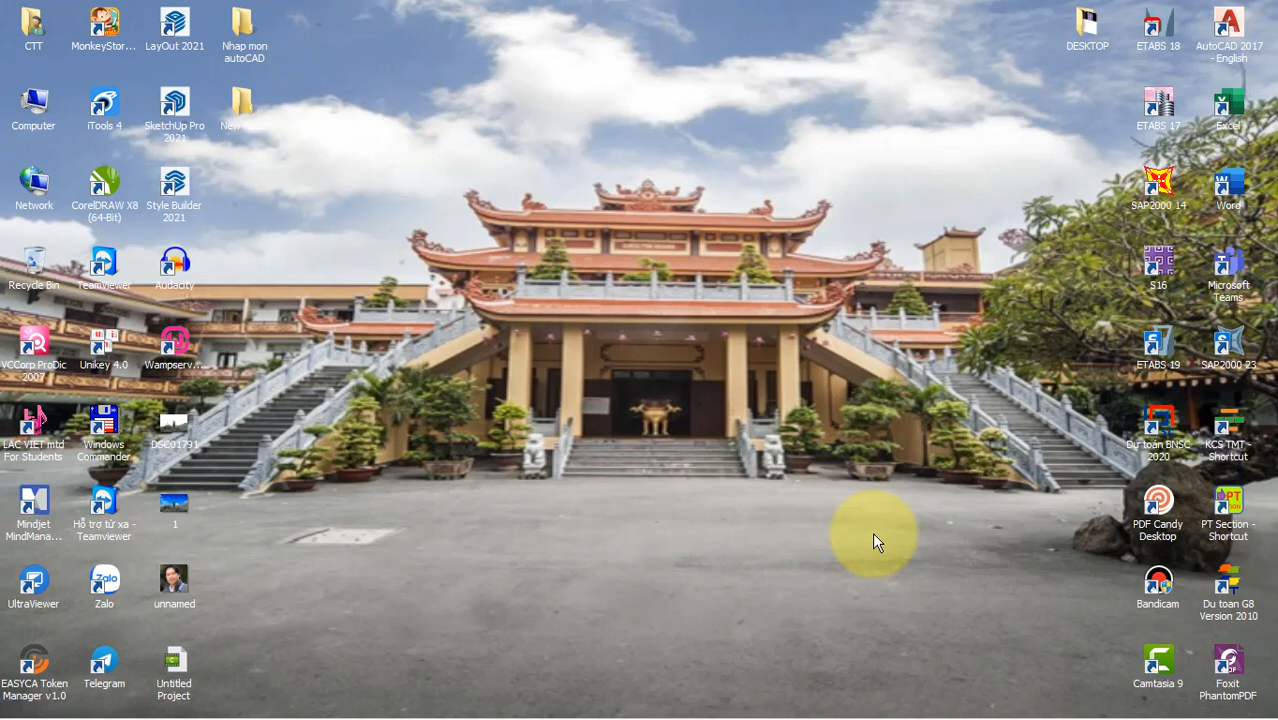 CTT
MonkeyStor...
LayOut 2021
Nhap mon
autoCAD
DESKTOP
ETABS 18
AutoCAD 2017
- English
Computer
iTools 4
SketchUp Pro
2021
ETABS 17
Excel
Network
CorelDRAW X8
(64-Bit)
Style Builder
2021
SAP2000 14
Word
Recycle Bin
TeamViewer
Audacity
S16
Microsoft
Teams
VCCorp ProDic
2007
Unikey 4.0
Wampserv...
ETABS 19
SAP2000 23
LAC VIET mtd
For Students
Windows
Commander
DSC01791
Dự toán BNSC
2020
KCS TMT -
Shortcut
Mindjet
MindMana...
Hỗ trợ từ xa -
Teamviewer
1
PDF Candy
Desktop
PT Section -
Shortcut
UltraViewer
Zalo
unnamed
Bandicam
Du toan G8
Version 2010
EASYCA Token
Manager v1.0
Telegram
Untitled
Project
Camtasia 9
Foxit
PhantomPDF